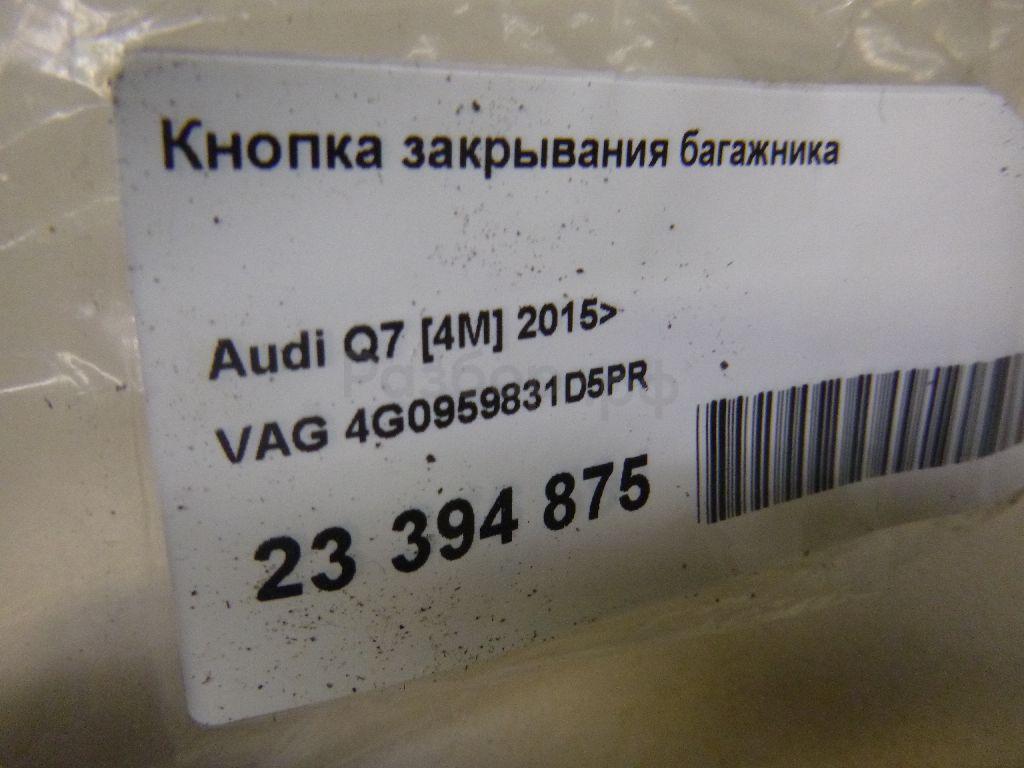 Кнопка закрывания багажника
Audi Q7 [4M] 2015>
VAG 4G0959831D5PR
23 394 875